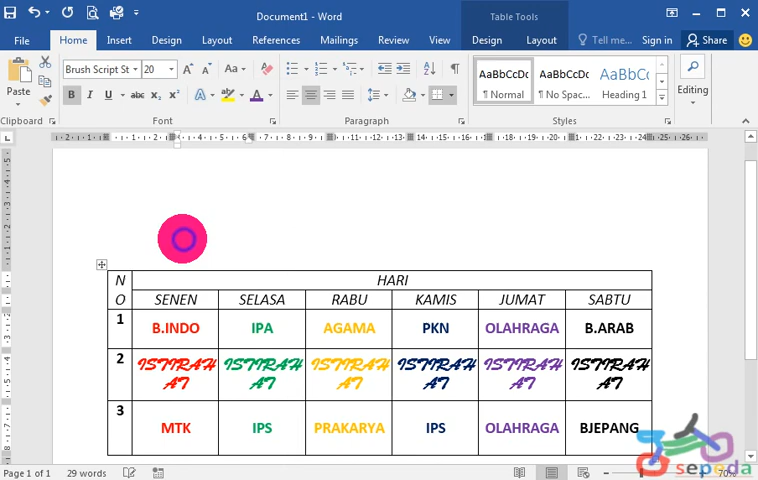 Document1 - Word
Table Tools
File Home Insert Design Layout References Mailings Review View Design Layout Tell me... Sign in Share
Paste
Brush Script St 20
Editing
AaBbCcDc AaBbCcDc AaBbCc
¶ Normal ¶ No Spac... Heading 1
Clipboard Font Paragraph Styles
N
O
HARI
SENEN SELASA RABU KAMIS JUMAT SABTU
1 B.INDO IPA AGAMA PKN OLAHRAGA B.ARAB
2 ISTIRAH ISTIRAH ISTIRAH ISTIRAH ISTIRAH ISTIRAH
AT AT AT AT AT AT
3 MTK IPS PRAKARYA IPS OLAHRAGA BJEPANG
sepeda
Page 1 of 1 29 words 70%